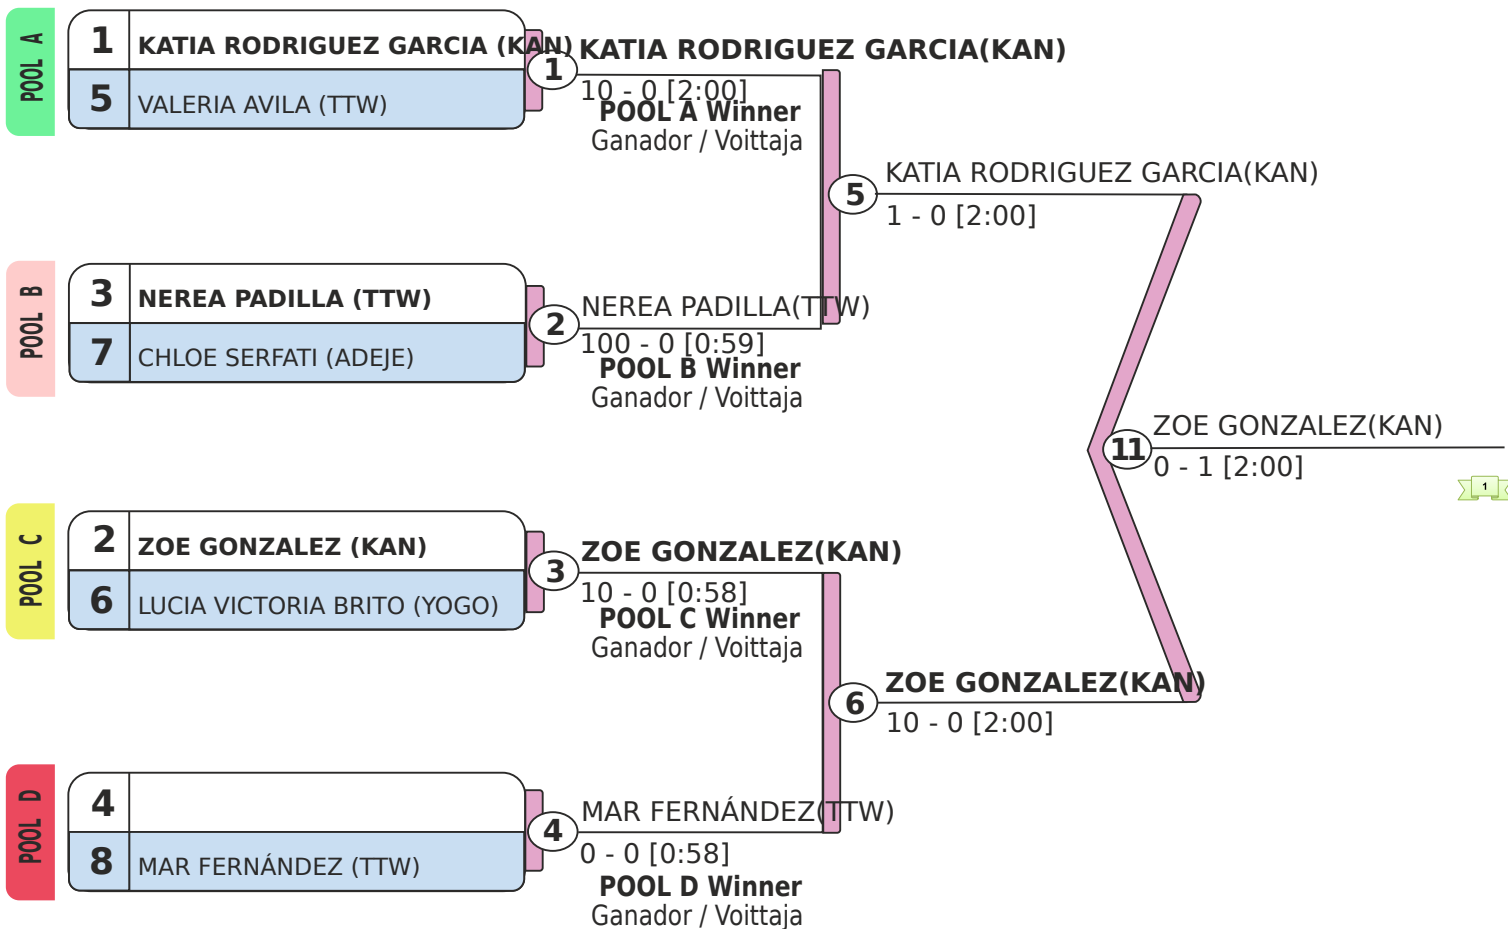 POOL A
1 KATIA RODRIGUEZ GARCIA (KAN)
5 VALERIA AVILA (TTW)
1
KATIA RODRIGUEZ GARCIA(KAN)
10 - 0 [2:00]
POOL A Winner
Ganador / Voittaja
5
KATIA RODRIGUEZ GARCIA(KAN)
1 - 0 [2:00]
POOL B
3 NEREA PADILLA (TTW)
7 CHLOE SERFATI (ADEJE)
2
NEREA PADILLA(TTW)
100 - 0 [0:59]
POOL B Winner
Ganador / Voittaja
11
ZOE GONZALEZ(KAN)
0 - 1 [2:00]
1
POOL C
2 ZOE GONZALEZ (KAN)
6 LUCIA VICTORIA BRITO (YOGO)
3
ZOE GONZALEZ(KAN)
10 - 0 [0:58]
POOL C Winner
Ganador / Voittaja
6
ZOE GONZALEZ(KAN)
10 - 0 [2:00]
POOL D
4
8 MAR FERNÁNDEZ (TTW)
4
MAR FERNÁNDEZ(TTW)
0 - 0 [0:58]
POOL D Winner
Ganador / Voittaja